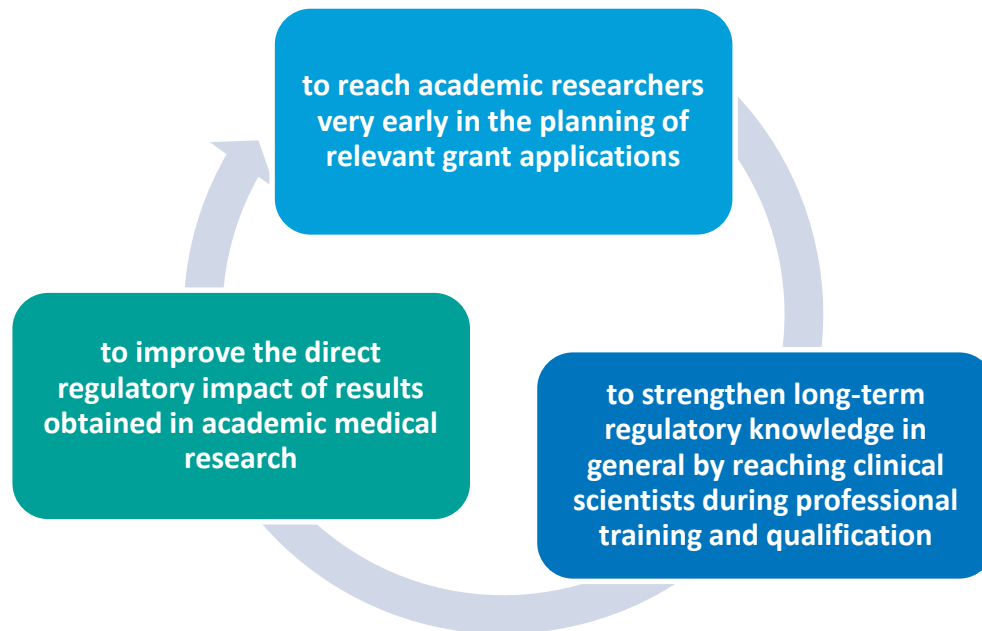 to reach academic researchers
very early in the planning of
relevant grant applications
to improve the direct
regulatory impact of results
obtained in academic medical
research
to strengthen long-term
regulatory knowledge in
general by reaching clinical
scientists during professional
training and qualification